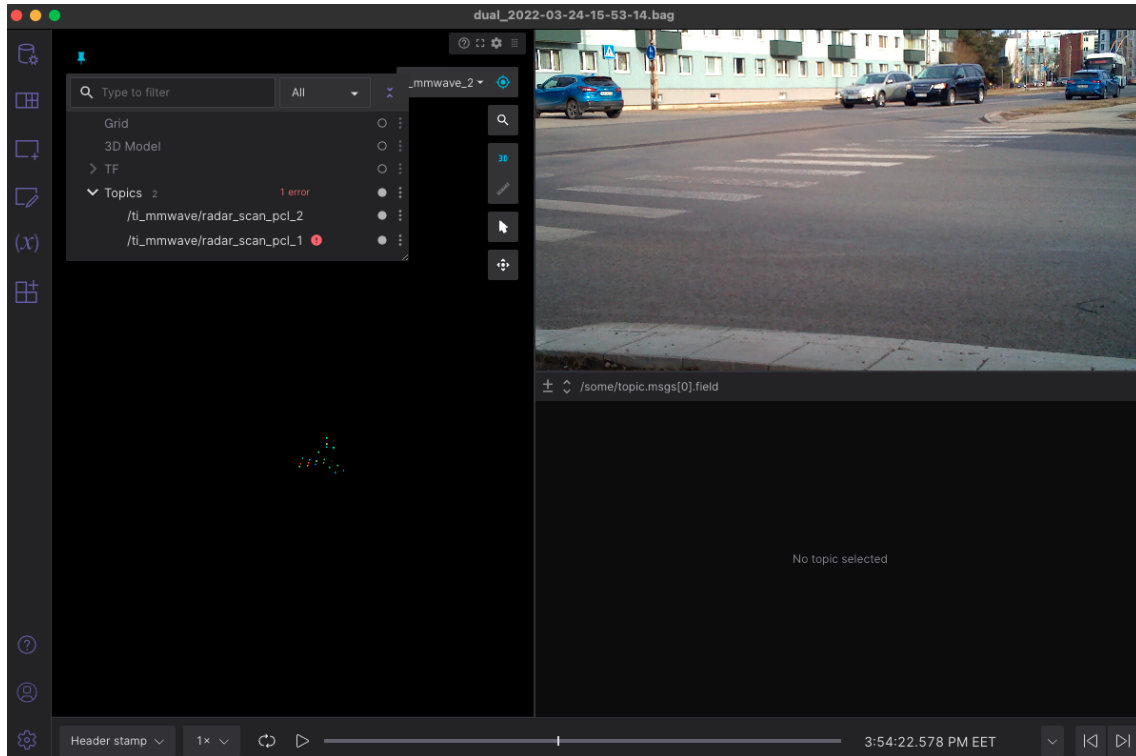 dual_2022-03-24-15-53-14.bag
_mmwave_2
Type to filter
All
Grid
3D Model
TF
Topics 2 1 error
/ti_mmwave/radar_scan_pcl_2
/ti_mmwave/radar_scan_pcl_1
3D
(x)
/some/topic.msgs[0].field
No topic selected
Header stamp
1×
3:54:22.578 PM EET